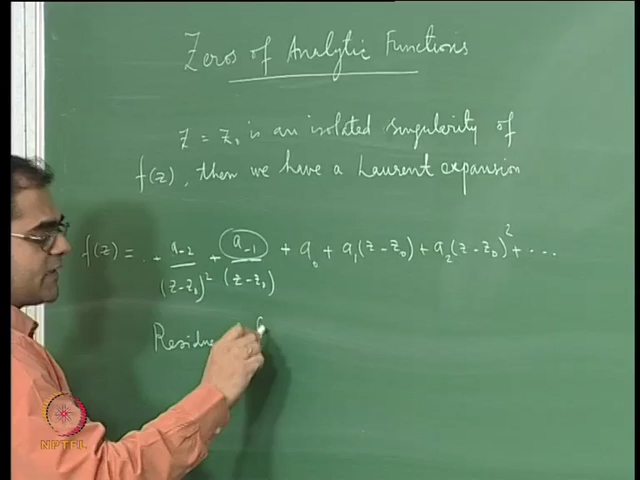 Zeros of Analytic Functions
z = z₀ is an isolated singularity of
f(z), then we have a Laurent expansion
f(z) = ... + a₋₂/(z-z₀)² + a₋₁/(z-z₀) + a₀ + a₁(z-z₀) + a₂(z-z₀)² + ...
Residue
NPTEL